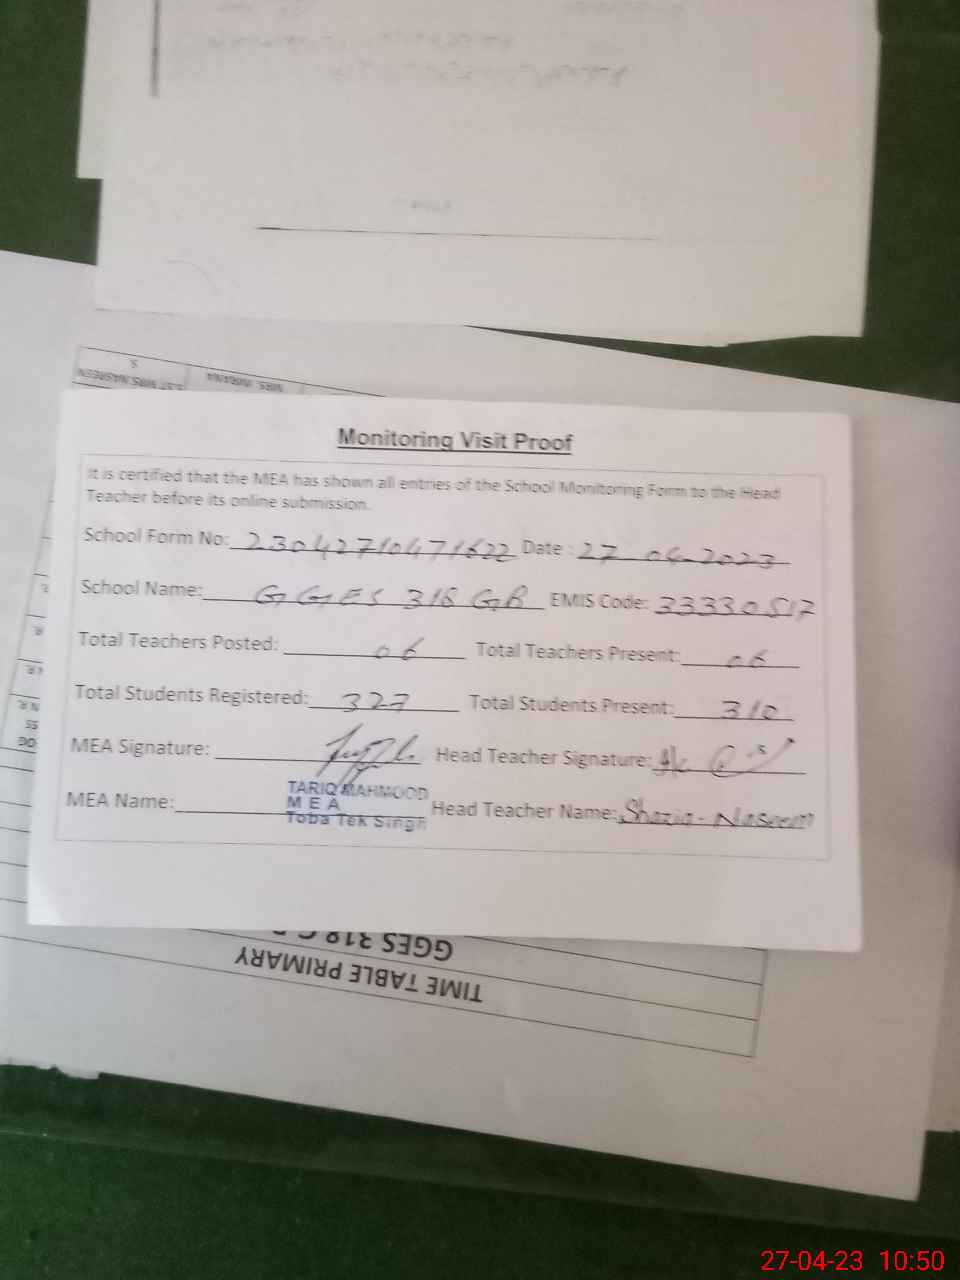 S
MRS NASREEN
MRS. MIRANA
Monitoring Visit Proof
It is certified that the MEA has shown all entries of the School Monitoring Form to the Head
Teacher before its online submission.
School Form No: 23042710471622 Date : 27 04 2023
School Name: GGES 318 GB EMIS Code: 33330517
Total Teachers Posted: 06 Total Teachers Present: 06
Total Students Registered: 327 Total Students Present: 310
MEA Signature: Head Teacher Signature:
MEA Name: TARIQ MAHMOOD Head Teacher Name: Shazia - Naseem
M E A
Toba Tek Singh
GGES 318
TIME TABLE PRIMARY
27-04-23 10:50